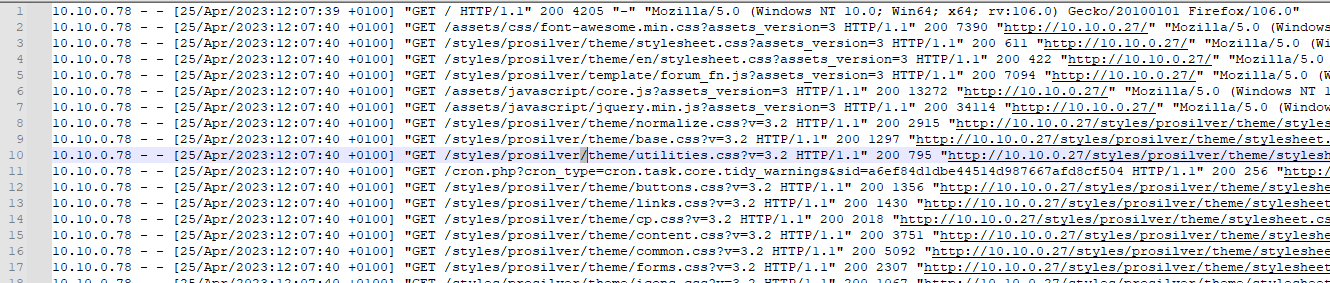 1 10.10.0.78 - - [25/Apr/2023:12:07:39 +0100] "GET / HTTP/1.1" 200 4205 "-" "Mozilla/5.0 (Windows NT 10.0; Win64; x64; rv:106.0) Gecko/20100101 Firefox/106.0"
2 10.10.0.78 - - [25/Apr/2023:12:07:40 +0100] "GET /assets/css/font-awesome.min.css?assets_version=3 HTTP/1.1" 200 7390 "http://10.10.0.27/" "Mozilla/5.0 (Windows
3 10.10.0.78 - - [25/Apr/2023:12:07:40 +0100] "GET /styles/prosilver/theme/stylesheet.css?assets_version=3 HTTP/1.1" 200 611 "http://10.10.0.27/" "Mozilla/5.0 (Wi
4 10.10.0.78 - - [25/Apr/2023:12:07:40 +0100] "GET /styles/prosilver/theme/en/stylesheet.css?assets_version=3 HTTP/1.1" 200 422 "http://10.10.0.27/" "Mozilla/5.0
5 10.10.0.78 - - [25/Apr/2023:12:07:40 +0100] "GET /styles/prosilver/template/forum_fn.js?assets_version=3 HTTP/1.1" 200 7094 "http://10.10.0.27/" "Mozilla/5.0 (W
6 10.10.0.78 - - [25/Apr/2023:12:07:40 +0100] "GET /assets/javascript/core.js?assets_version=3 HTTP/1.1" 200 13272 "http://10.10.0.27/" "Mozilla/5.0 (Windows NT 1
7 10.10.0.78 - - [25/Apr/2023:12:07:40 +0100] "GET /assets/javascript/jquery.min.js?assets_version=3 HTTP/1.1" 200 34114 "http://10.10.0.27/" "Mozilla/5.0 (Window
8 10.10.0.78 - - [25/Apr/2023:12:07:40 +0100] "GET /styles/prosilver/theme/normalize.css?v=3.2 HTTP/1.1" 200 2915 "http://10.10.0.27/styles/prosilver/theme/styles
9 10.10.0.78 - - [25/Apr/2023:12:07:40 +0100] "GET /styles/prosilver/theme/base.css?v=3.2 HTTP/1.1" 200 1297 "http://10.10.0.27/styles/prosilver/theme/stylesheet.
10 10.10.0.78 - - [25/Apr/2023:12:07:40 +0100] "GET /styles/prosilver/theme/utilities.css?v=3.2 HTTP/1.1" 200 795 "http://10.10.0.27/styles/prosilver/theme/stylesh
11 10.10.0.78 - - [25/Apr/2023:12:07:40 +0100] "GET /cron.php?cron_type=cron.task.core.tidy_warnings&sid=a6ef84d1dbe44514d987667afd8cf504 HTTP/1.1" 200 256 "http:/
12 10.10.0.78 - - [25/Apr/2023:12:07:40 +0100] "GET /styles/prosilver/theme/buttons.css?v=3.2 HTTP/1.1" 200 1356 "http://10.10.0.27/styles/prosilver/theme/styleshe
13 10.10.0.78 - - [25/Apr/2023:12:07:40 +0100] "GET /styles/prosilver/theme/links.css?v=3.2 HTTP/1.1" 200 1430 "http://10.10.0.27/styles/prosilver/theme/stylesheet
14 10.10.0.78 - - [25/Apr/2023:12:07:40 +0100] "GET /styles/prosilver/theme/cp.css?v=3.2 HTTP/1.1" 200 2018 "http://10.10.0.27/styles/prosilver/theme/stylesheet.cs
15 10.10.0.78 - - [25/Apr/2023:12:07:40 +0100] "GET /styles/prosilver/theme/content.css?v=3.2 HTTP/1.1" 200 3751 "http://10.10.0.27/styles/prosilver/theme/styleshe
16 10.10.0.78 - - [25/Apr/2023:12:07:40 +0100] "GET /styles/prosilver/theme/common.css?v=3.2 HTTP/1.1" 200 5092 "http://10.10.0.27/styles/prosilver/theme/styleshee
17 10.10.0.78 - - [25/Apr/2023:12:07:40 +0100] "GET /styles/prosilver/theme/forms.css?v=3.2 HTTP/1.1" 200 2307 "http://10.10.0.27/styles/prosilver/theme/stylesheet